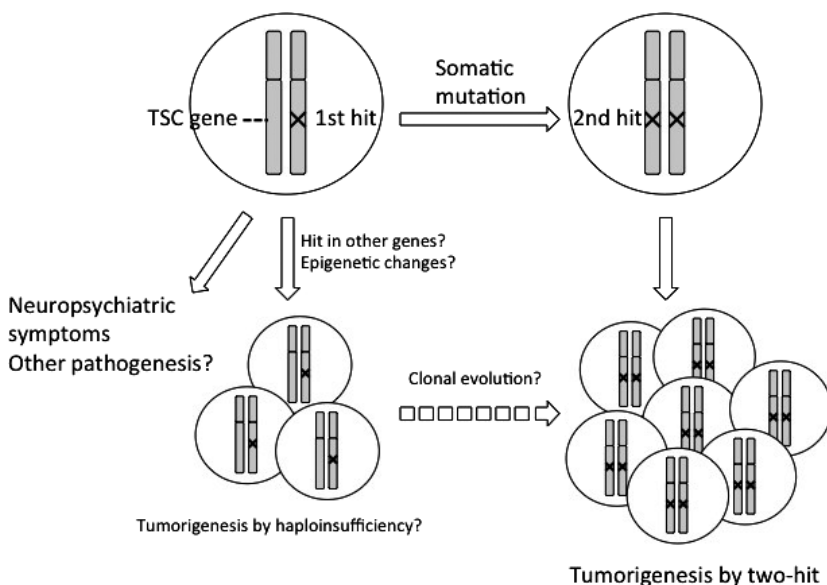 Somatic
mutation
TSC gene
1st hit
2nd hit
Hit in other genes?
Epigenetic changes?
Neuropsychiatric
symptoms
Other pathogenesis?
Clonal evolution?
Tumorigenesis by haploinsufficiency?
Tumorigenesis by two-hit